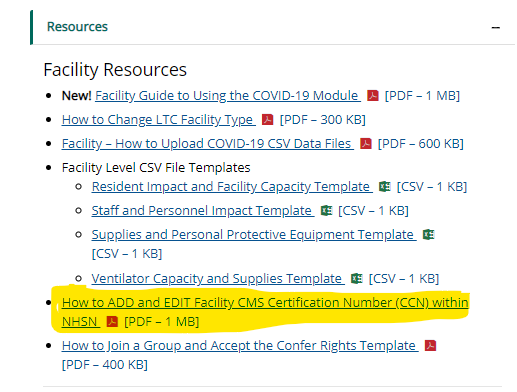 Resources
Facility Resources
New! Facility Guide to Using the COVID-19 Module [PDF – 1 MB]
How to Change LTC Facility Type [PDF – 300 KB]
Facility – How to Upload COVID-19 CSV Data Files [PDF – 600 KB]
Facility Level CSV File Templates
Resident Impact and Facility Capacity Template [CSV – 1 KB]
Staff and Personnel Impact Template [CSV – 1 KB]
Supplies and Personal Protective Equipment Template
[CSV – 1 KB]
Ventilator Capacity and Supplies Template [CSV – 1 KB]
How to ADD and EDIT Facility CMS Certification Number (CCN) within
NHSN [PDF – 1 MB]
How to Join a Group and Accept the Confer Rights Template
[PDF – 400 KB]